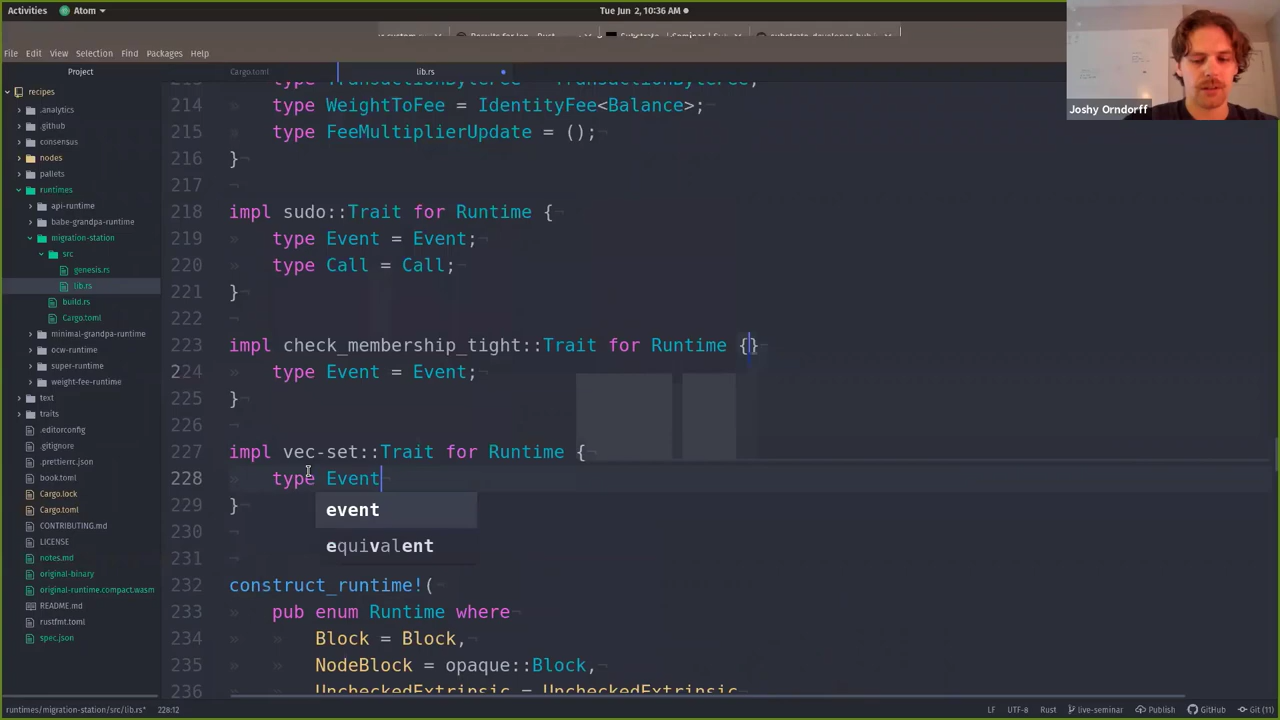 Activities
Atom ▾
Tue Jun 2, 10:36 AM
File Edit View Selection Find Packages Help
Project
Cargo.toml
lib.rs
Joshy Orndorff
recipes
.analytics
.github
consensus
nodes
pallets
runtimes
api-runtime
babe-grandpa-runtime
migration-station
src
genesis.rs
lib.rs
build.rs
Cargo.toml
minimal-grandpa-runtime
ocw-runtime
super-runtime
weight-fee-runtime
text
traits
.editorconfig
.gitignore
.prettierrc.json
book.toml
Cargo.lock
Cargo.toml
CONTRIBUTING.md
LICENSE
notes.md
original-binary
original-runtime.compact.wasm
README.md
rustfmt.toml
spec.json
214 type WeightToFee = IdentityFee<Balance>;
215 type FeeMultiplierUpdate = ();
216 }
217
218 impl sudo::Trait for Runtime {
219 type Event = Event;
220 type Call = Call;
221 }
222
223 impl check_membership_tight::Trait for Runtime {}
224 type Event = Event;
225 }
226
227 impl vec-set::Trait for Runtime {
228 type Event
229 }
event
230
equivalent
231
232 construct_runtime!(
233 pub enum Runtime where
234 Block = Block,
235 NodeBlock = opaque::Block,
236 UncheckedExtrinsic = UncheckedExtrinsic
runtimes/migration-station/src/lib.rs* 228:12
LF UTF-8 Rust live-seminar Publish GitHub Git (11)